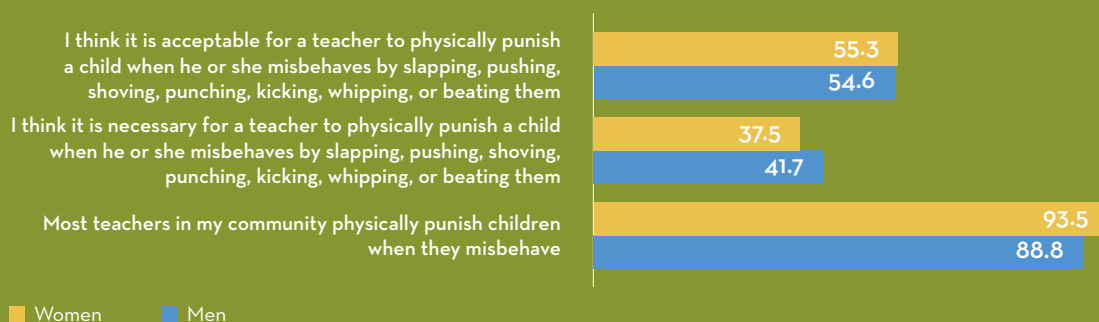 I think it is acceptable for a teacher to physically punish
a child when he or she misbehaves by slapping, pushing,
shoving, punching, kicking, whipping, or beating them
55.3
54.6
I think it is necessary for a teacher to physically punish a child
when he or she misbehaves by slapping, pushing, shoving,
punching, kicking, whipping, or beating them
37.5
41.7
Most teachers in my community physically punish children
when they misbehave
93.5
88.8
Women
Men